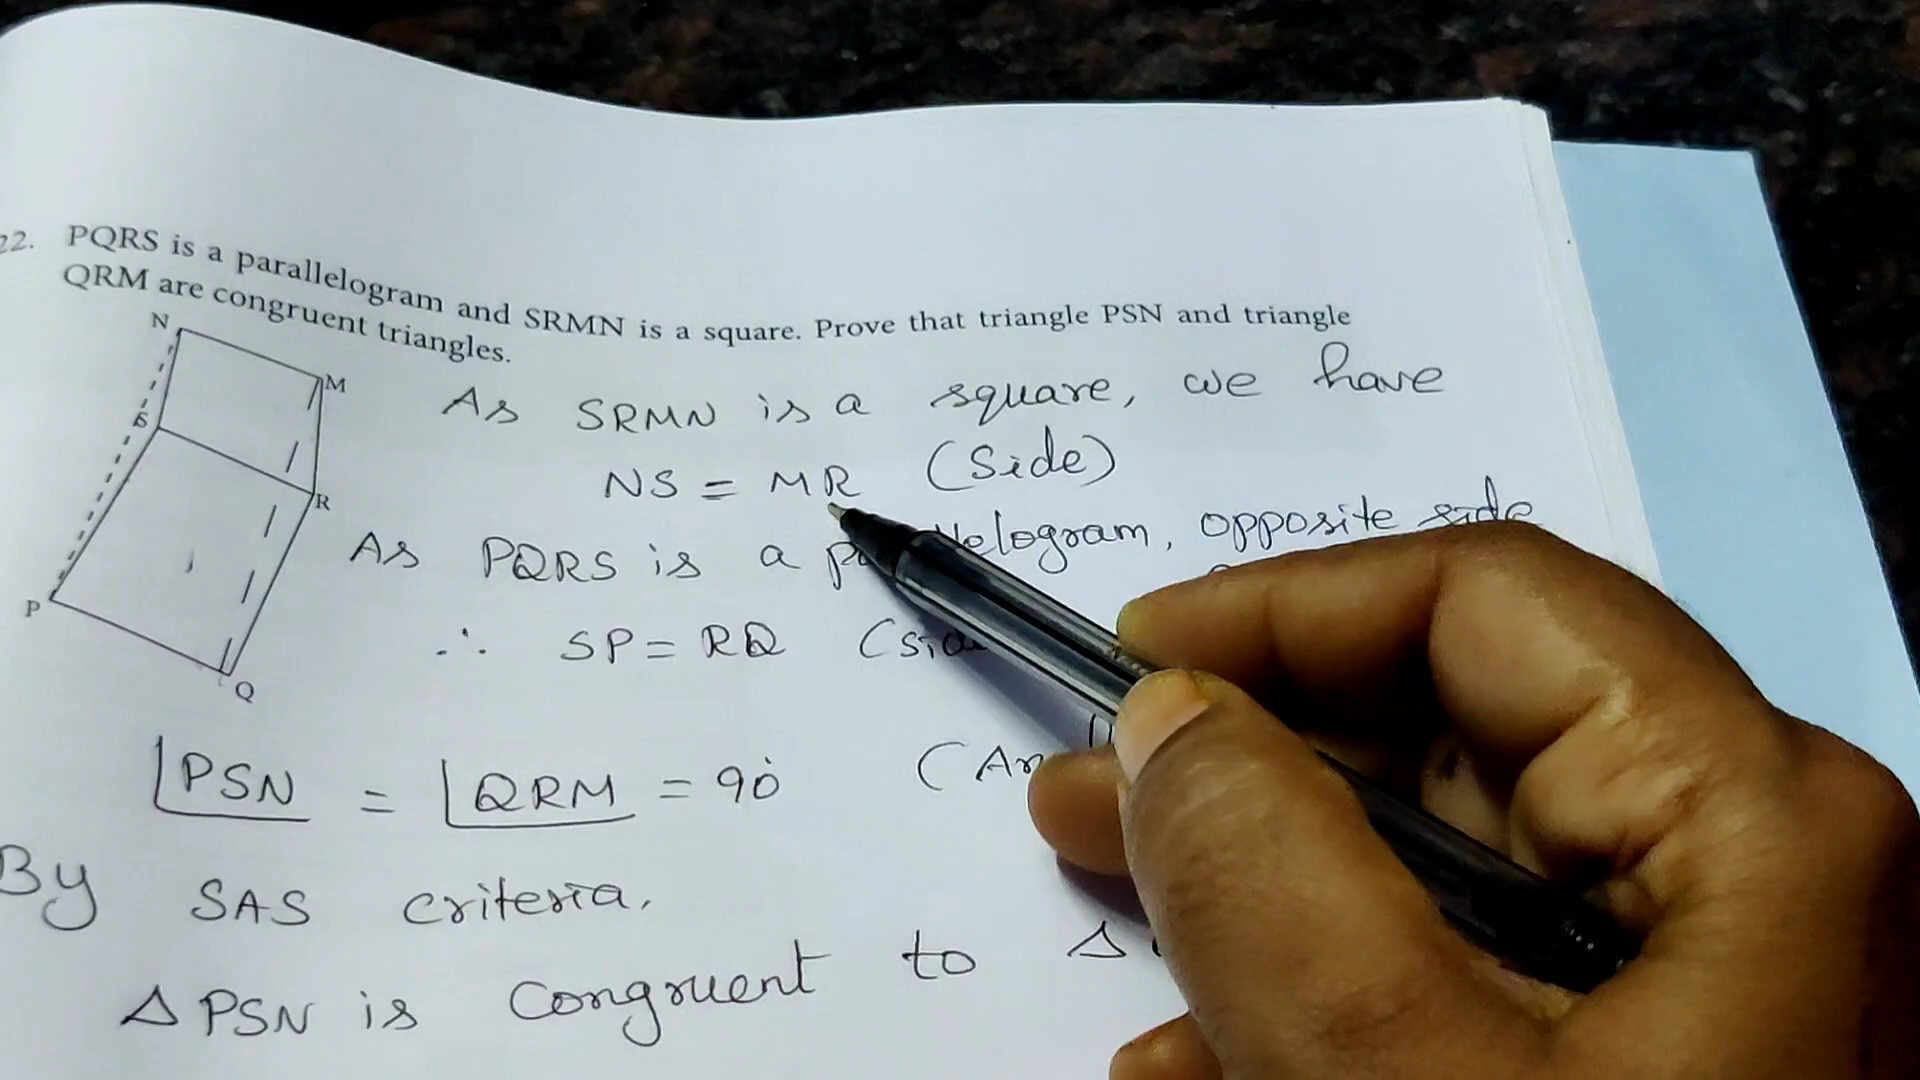 22. PQRS is a parallelogram and SRMN is a square. Prove that triangle PSN and triangle
QRM are congruent triangles.
N
M
S
R
P
Q
As SRMN is a square, we have
NS = MR (Side)
As PQRS is a opposite side
∴ SP = RQ
∠PSN = ∠QRM = 90°
By SAS criteria,
Δ PSN is congruent to Δ